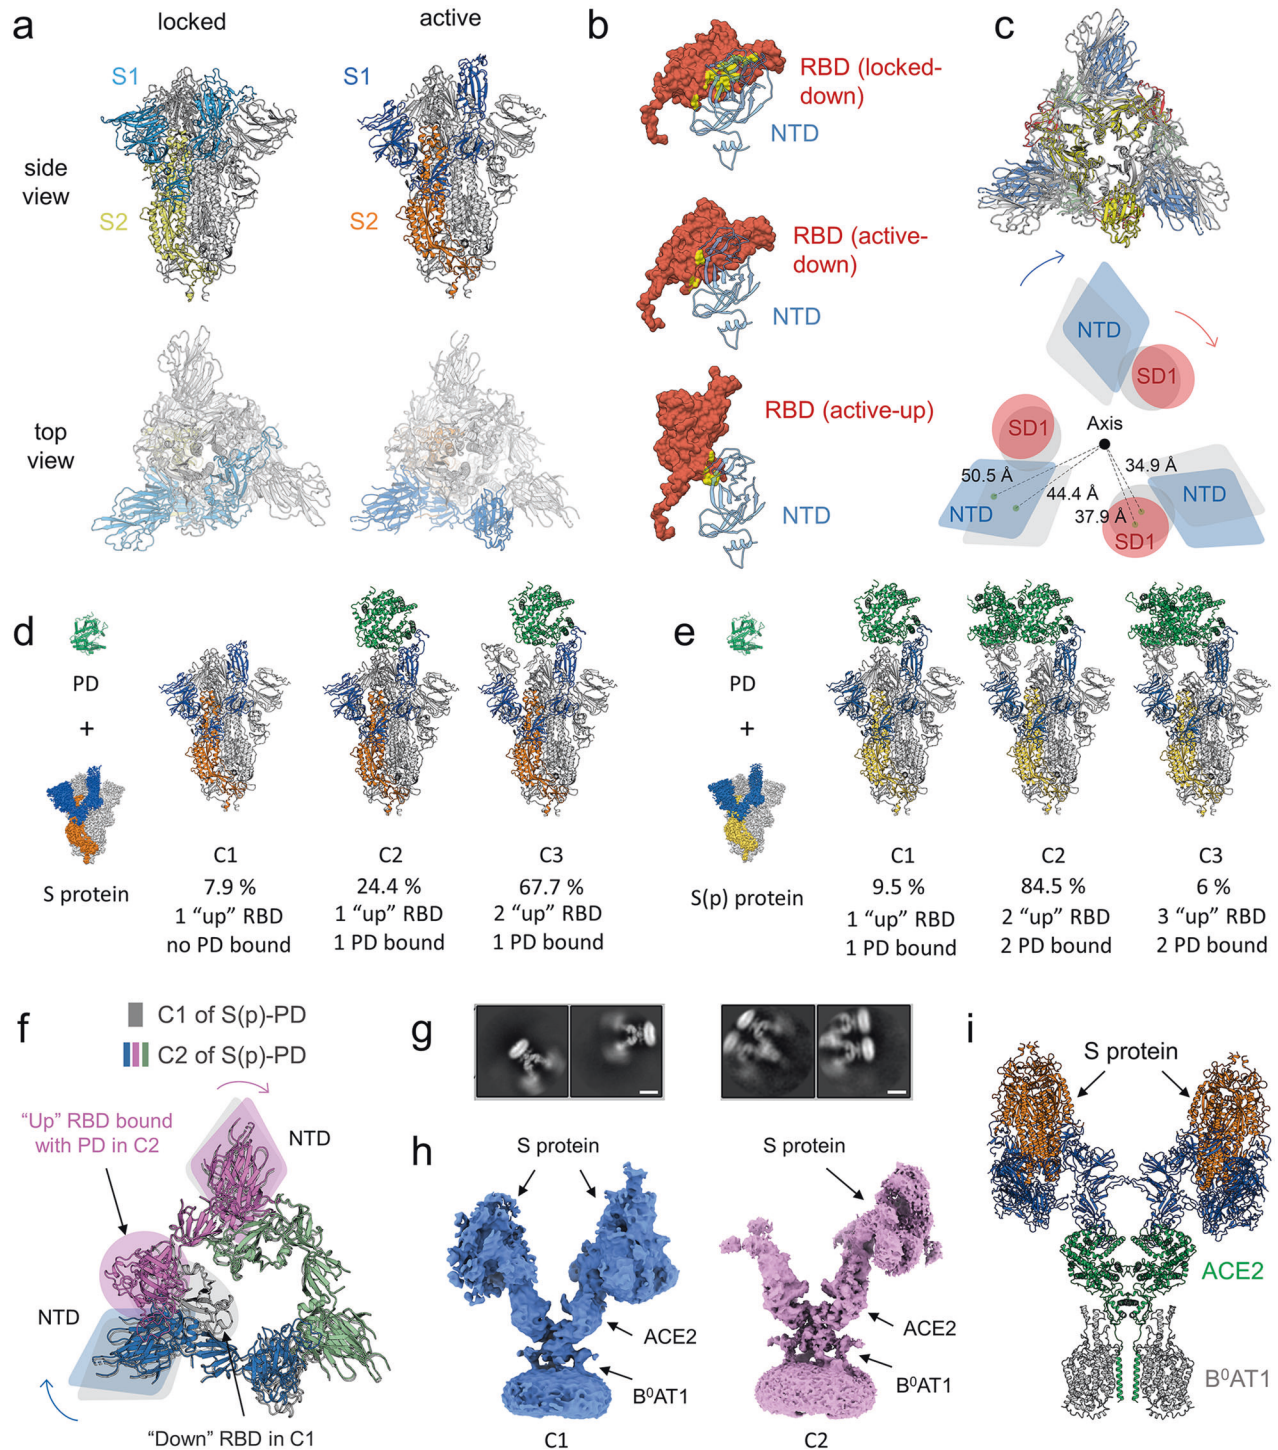 a
locked
active
S1
S1
side
view
S2
S2
top
view
b
RBD (locked-
down)
NTD
RBD (active-
down)
NTD
RBD (active-up)
NTD
c
NTD
SD1
SD1
Axis
50.5 Å
34.9 Å
44.4 Å
NTD
37.9 Å
NTD
SD1
d
PD
+
S protein
C1
7.9 %
1 “up” RBD
no PD bound
C2
24.4 %
1 “up” RBD
1 PD bound
C3
67.7 %
2 “up” RBD
1 PD bound
e
PD
+
S(p) protein
C1
9.5 %
1 “up” RBD
1 PD bound
C2
84.5 %
2 “up” RBD
2 PD bound
C3
6 %
3 “up” RBD
2 PD bound
f
C1 of S(p)-PD
C2 of S(p)-PD
“Up” RBD bound
with PD in C2
NTD
NTD
“Down” RBD in C1
g
h
S protein
ACE2
B⁰AT1
C1
S protein
ACE2
B⁰AT1
C2
i
S protein
ACE2
B⁰AT1